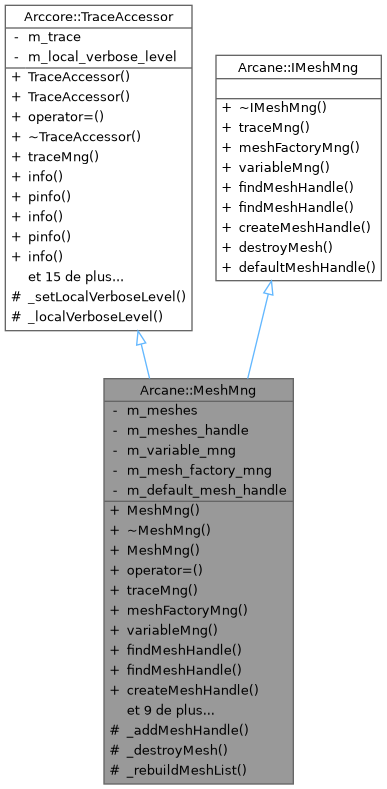 Arccore::TraceAccessor
- m_trace
- m_local_verbose_level
+ TraceAccessor()
+ TraceAccessor()
+ operator=()
+ ~TraceAccessor()
+ traceMng()
+ info()
+ pinfo()
+ info()
+ pinfo()
+ info()
et 15 de plus...
# _setLocalVerboseLevel()
# _localVerboseLevel()
Arcane::IMeshMng
+ ~IMeshMng()
+ traceMng()
+ meshFactoryMng()
+ variableMng()
+ findMeshHandle()
+ findMeshHandle()
+ createMeshHandle()
+ destroyMesh()
+ defaultMeshHandle()
Arcane::MeshMng
- m_meshes
- m_meshes_handle
- m_variable_mng
- m_mesh_factory_mng
- m_default_mesh_handle
+ MeshMng()
+ ~MeshMng()
+ MeshMng()
+ operator=()
+ traceMng()
+ meshFactoryMng()
+ variableMng()
+ findMeshHandle()
+ findMeshHandle()
+ createMeshHandle()
et 9 de plus...
# _addMeshHandle()
# _destroyMesh()
# _rebuildMeshList()